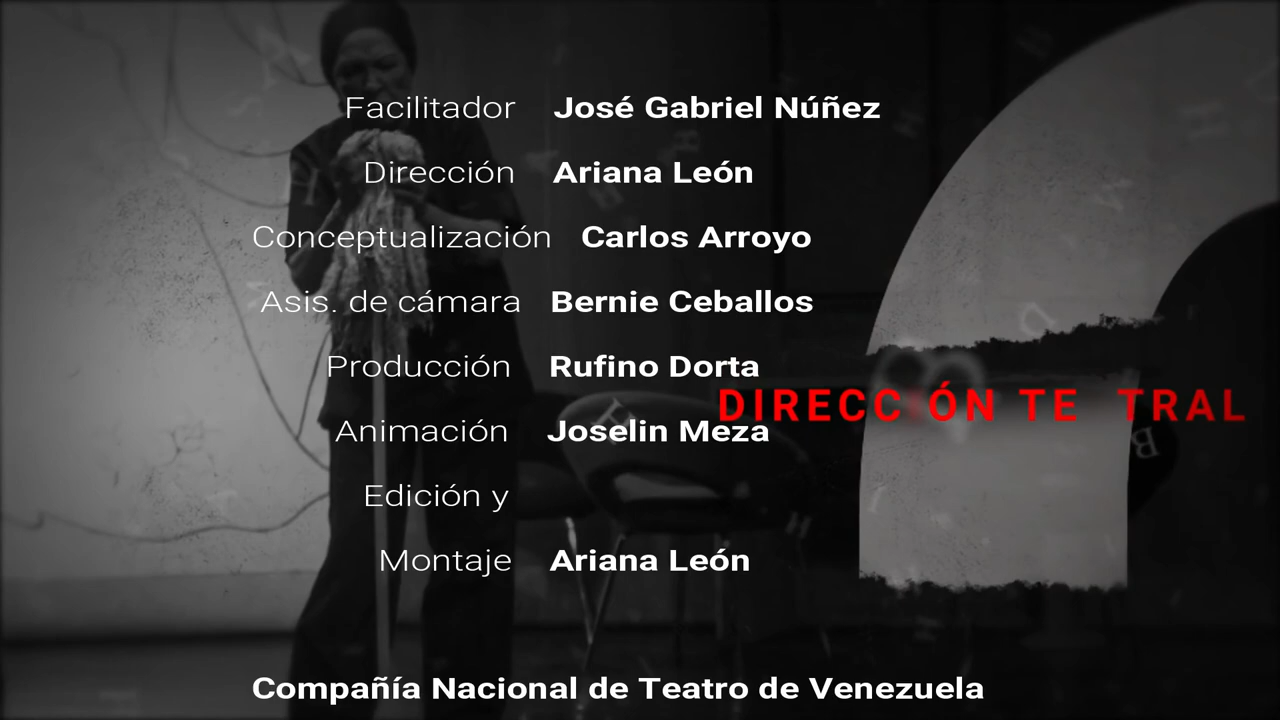 Facilitador José Gabriel Núñez
Dirección Ariana León
Conceptualización Carlos Arroyo
Asis. de cámara Bernie Ceballos
Producción Rufino Dorta
DIRECC ÓN TE TRAL
Animación Joselin Meza
Edición y
Montaje Ariana León
Compañía Nacional de Teatro de Venezuela